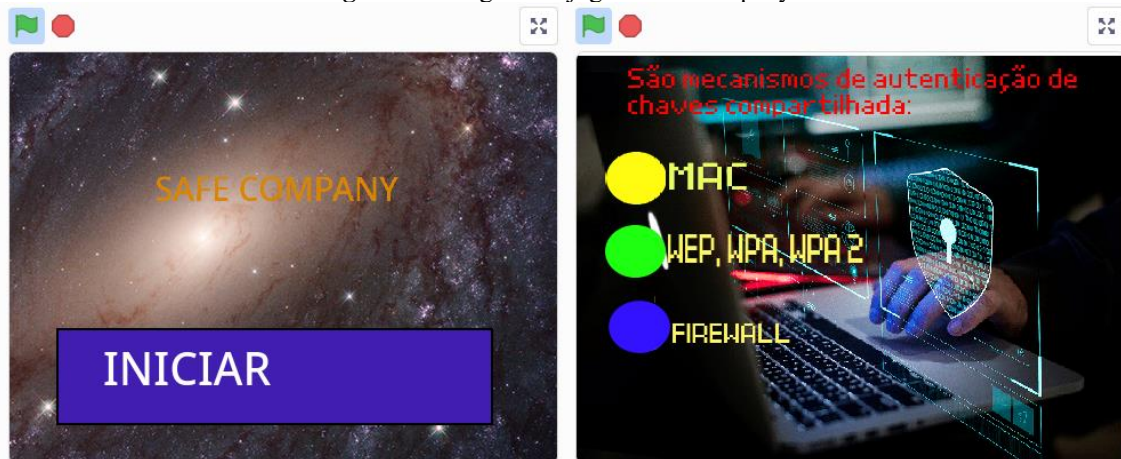 SAFE COMPANY
INICIAR
São mecanismos de autenticação de
chaves compartilhada:
MAC
WEP, WPA, WPA 2
FIREWALL